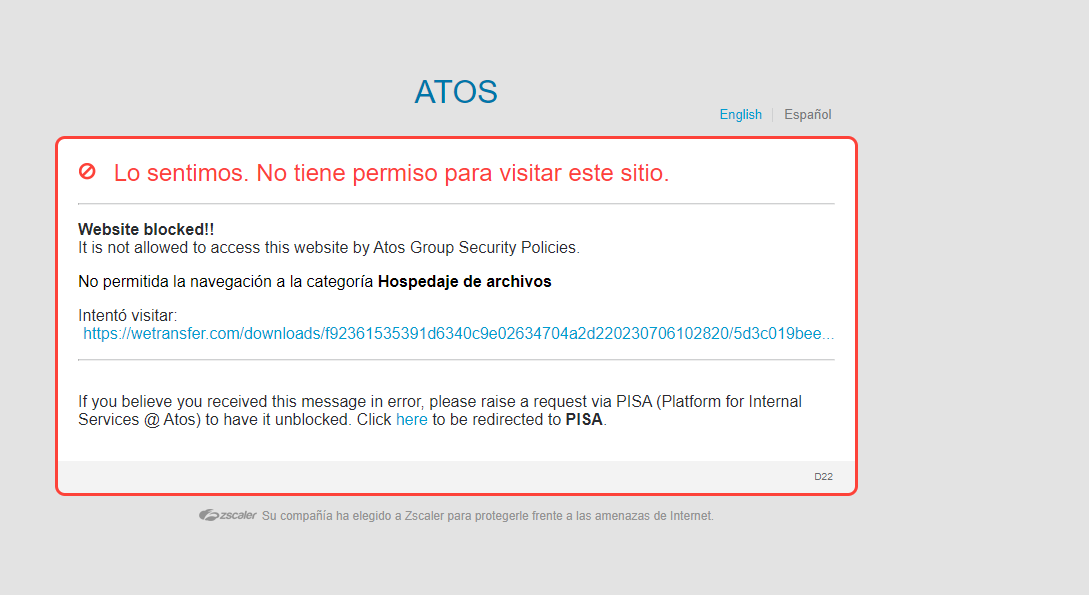 ATOS
English | Español
Lo sentimos. No tiene permiso para visitar este sitio.
Website blocked!!
It is not allowed to access this website by Atos Group Security Policies.
No permitida la navegación a la categoría Hospedaje de archivos
Intentó visitar:
https://wetransfer.com/downloads/f92361535391d6340c9e02634704a2d220230706102820/5d3c019bee...
If you believe you received this message in error, please raise a request via PISA (Platform for Internal
Services @ Atos) to have it unblocked. Click here to be redirected to PISA.
D22
zscaler Su compañía ha elegido a Zscaler para protegerle frente a las amenazas de Internet.